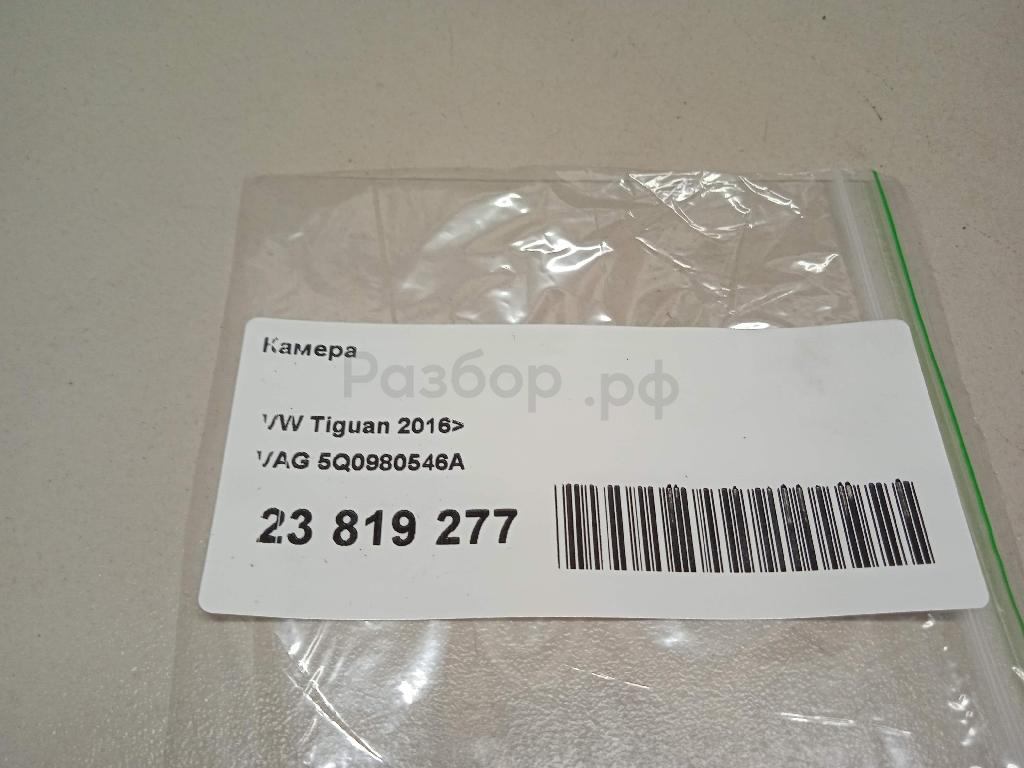 Камера
Разбор.рф
VW Tiguan 2016>
VAG 5Q0980546A
23 819 277